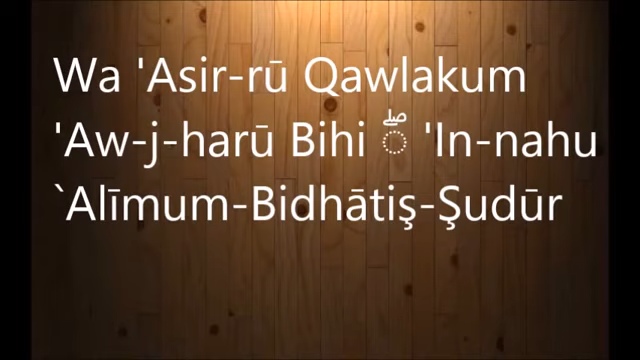 Wa 'Asir-rū Qawlakum
'Aw-j-harū Bihi ۖ 'In-nahu
`Alīmum-Bidhātiş-Şudūr